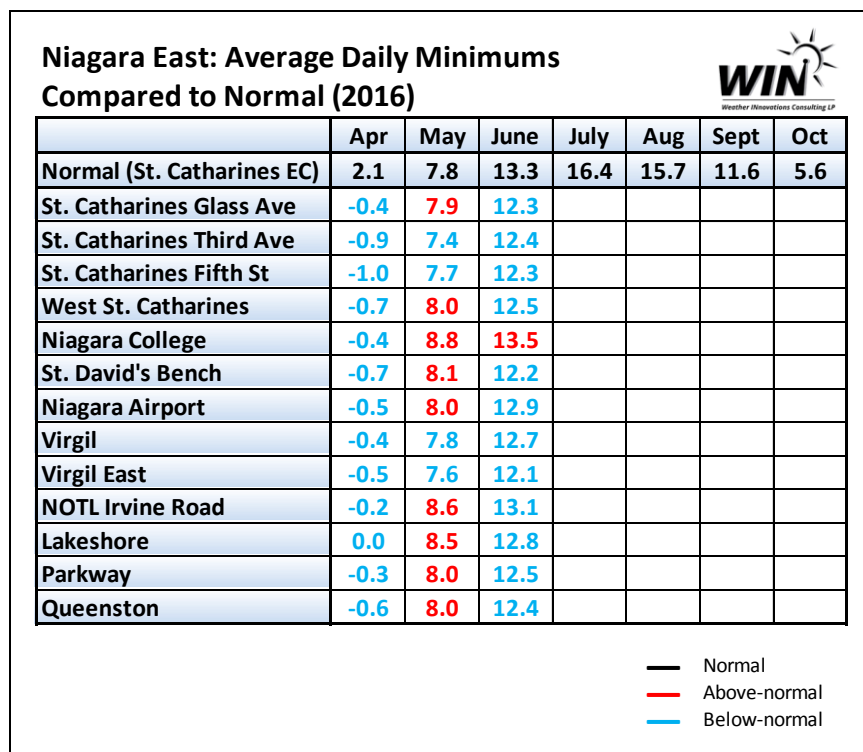 Niagara East: Average Daily Minimums
Compared to Normal (2016)
WIN
Weather INnovations Consulting LP
Apr May June July Aug Sept Oct
Normal (St. Catharines EC) 2.1 7.8 13.3 16.4 15.7 11.6 5.6
St. Catharines Glass Ave -0.4 7.9 12.3
St. Catharines Third Ave -0.9 7.4 12.4
St. Catharines Fifth St -1.0 7.7 12.3
West St. Catharines -0.7 8.0 12.5
Niagara College -0.4 8.8 13.5
St. David's Bench -0.7 8.1 12.2
Niagara Airport -0.5 8.0 12.9
Virgil -0.4 7.8 12.7
Virgil East -0.5 7.6 12.1
NOTL Irvine Road -0.2 8.6 13.1
Lakeshore 0.0 8.5 12.8
Parkway -0.3 8.0 12.5
Queenston -0.6 8.0 12.4
Normal
Above-normal
Below-normal